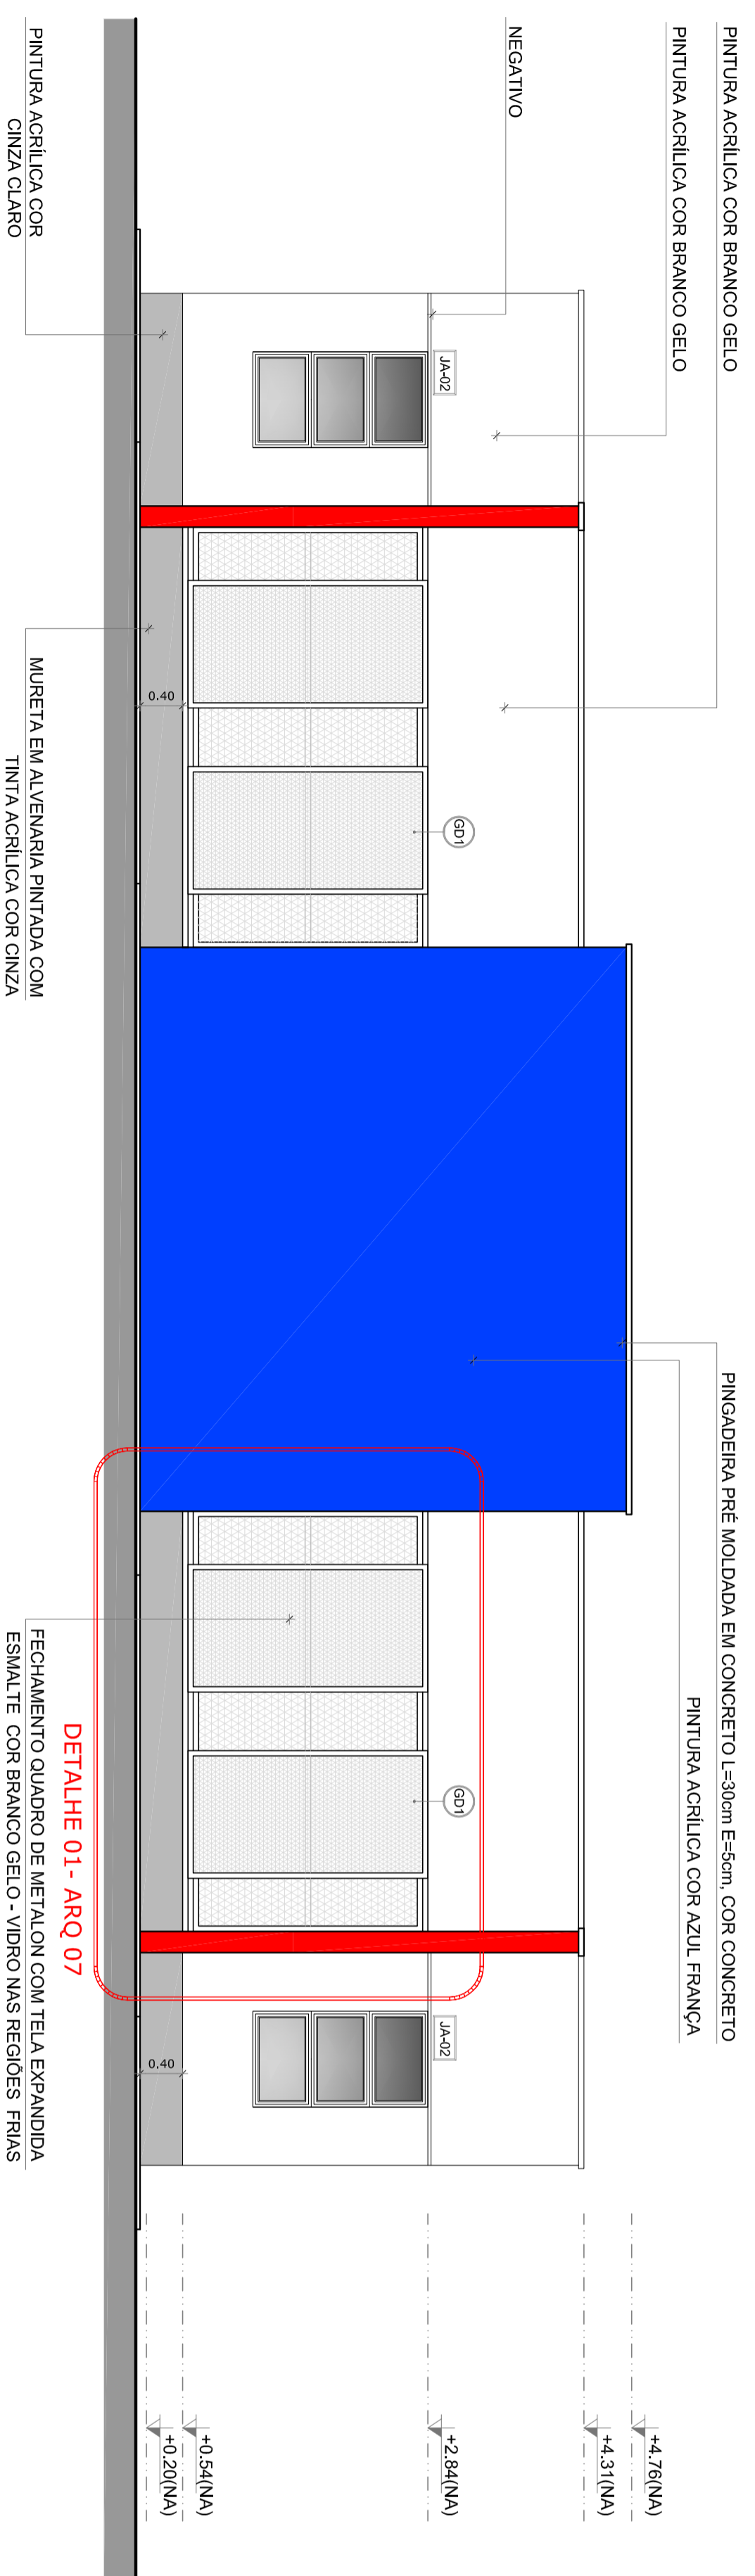 PINTURA ACRÍLICA COR BRANCO GELO
PINTURA ACRÍLICA COR BRANCO GELO
NEGATIVO
PINGADEIRA PRÉ MOLDADA EM CONCRETO L=30cm E=5cm, COR CONCRETO
PINTURA ACRÍLICA COR AZUL FRANÇA
JA-02
GD1
GD1
JA-02
+4.76(NA)
+4.31(NA)
+2.84(NA)
+0.54(NA)
+0.20(NA)
0.40
0.40
PINTURA ACRÍLICA COR
CINZA CLARO
MURETA EM ALVENARIA PINTADA COM
TINTA ACRÍLICA COR CINZA
DETALHE 01- ARQ 07
FECHAMENTO QUADRO DE METALON COM TELA EXPANDIDA
ESMALTE COR BRANCO GELO - VIDRO NAS REGIÕES FRIAS